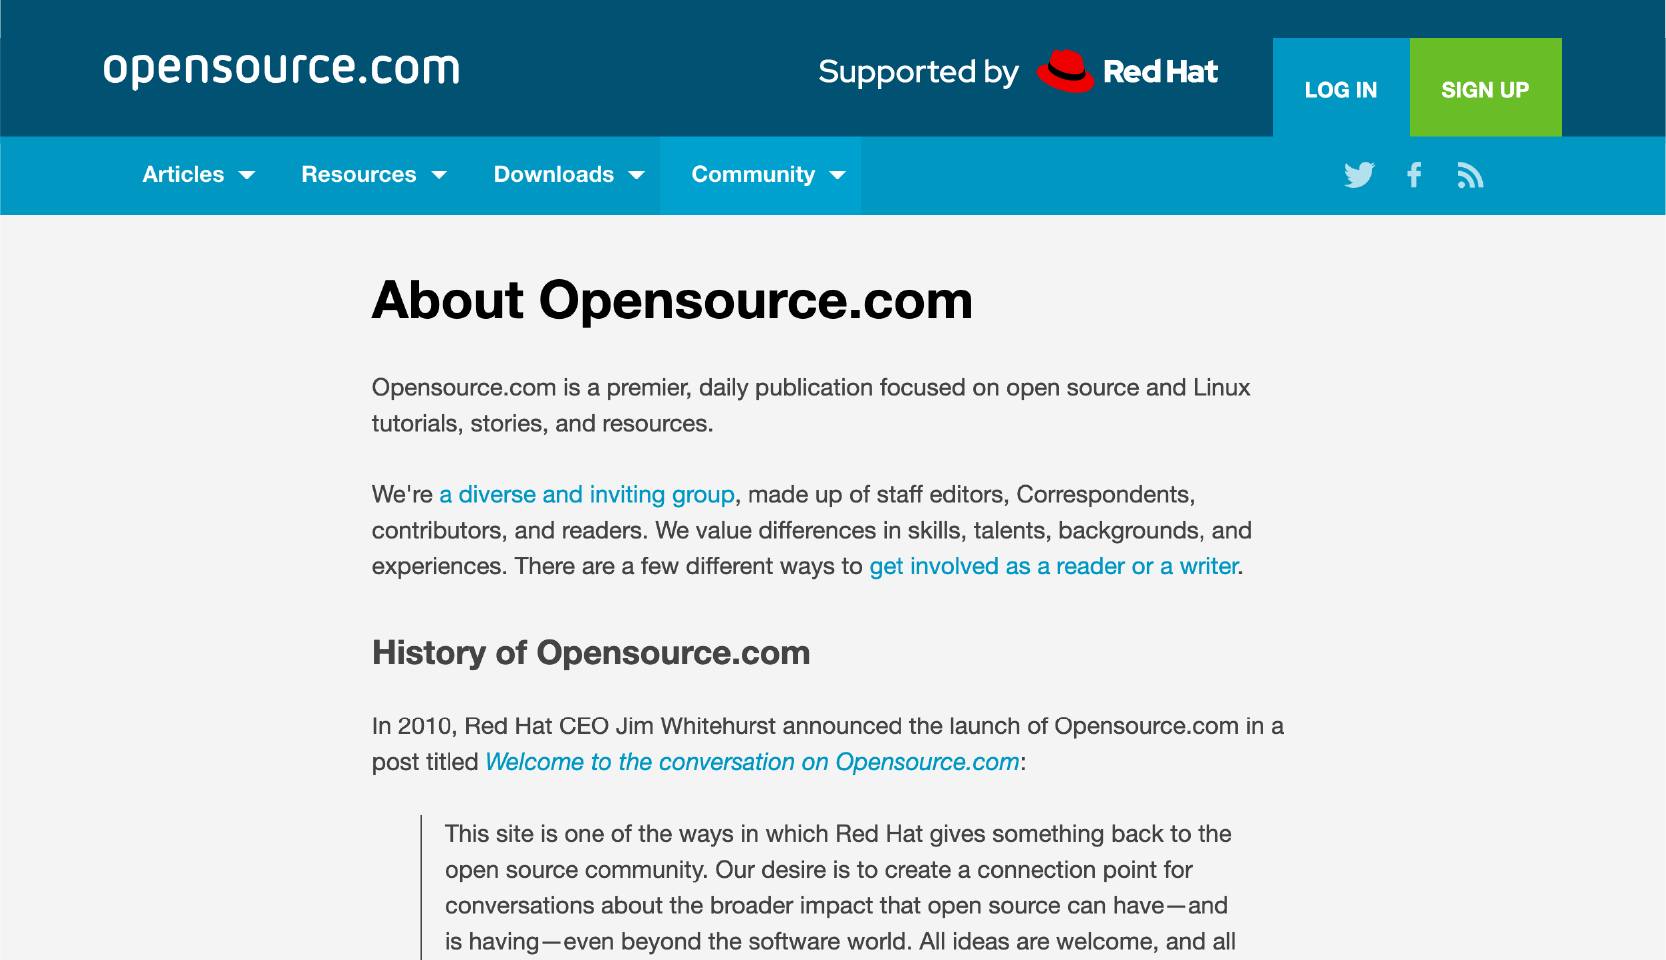 opensource.com
Supported by Red Hat
LOG IN
SIGN UP
Articles
Resources
Downloads
Community
About Opensource.com
Opensource.com is a premier, daily publication focused on open source and Linux
tutorials, stories, and resources.
We're a diverse and inviting group, made up of staff editors, Correspondents,
contributors, and readers. We value differences in skills, talents, backgrounds, and
experiences. There are a few different ways to get involved as a reader or a writer.
History of Opensource.com
In 2010, Red Hat CEO Jim Whitehurst announced the launch of Opensource.com in a
post titled Welcome to the conversation on Opensource.com:
This site is one of the ways in which Red Hat gives something back to the
open source community. Our desire is to create a connection point for
conversations about the broader impact that open source can have—and
is having—even beyond the software world. All ideas are welcome, and all